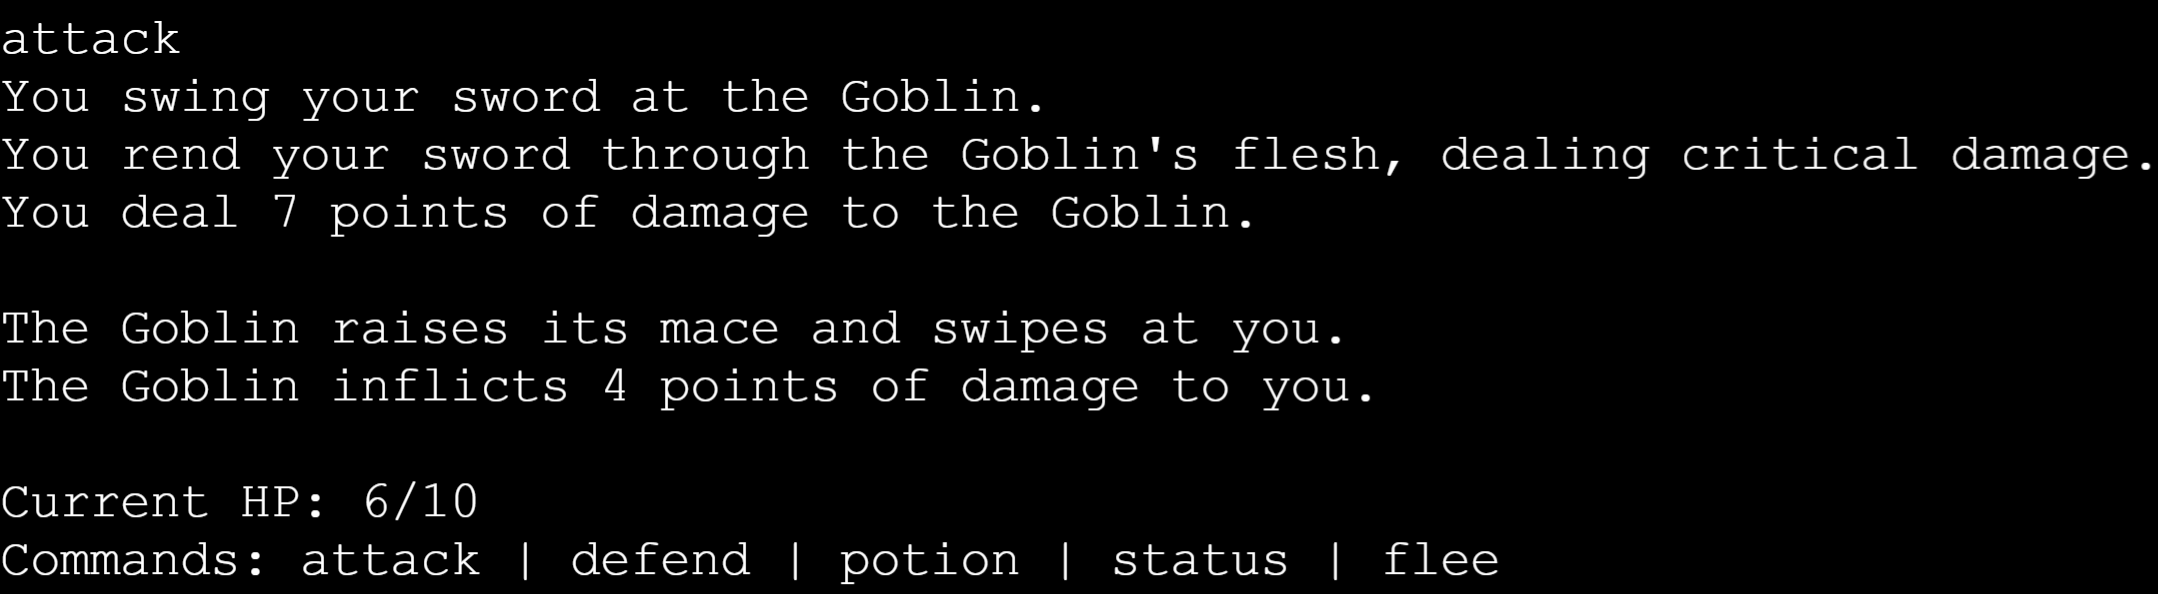 attack
You swing your sword at the Goblin.
You rend your sword through the Goblin's flesh, dealing critical damage.
You deal 7 points of damage to the Goblin.
The Goblin raises its mace and swipes at you.
The Goblin inflicts 4 points of damage to you.
Current HP: 6/10
Commands: attack | defend | potion | status | flee